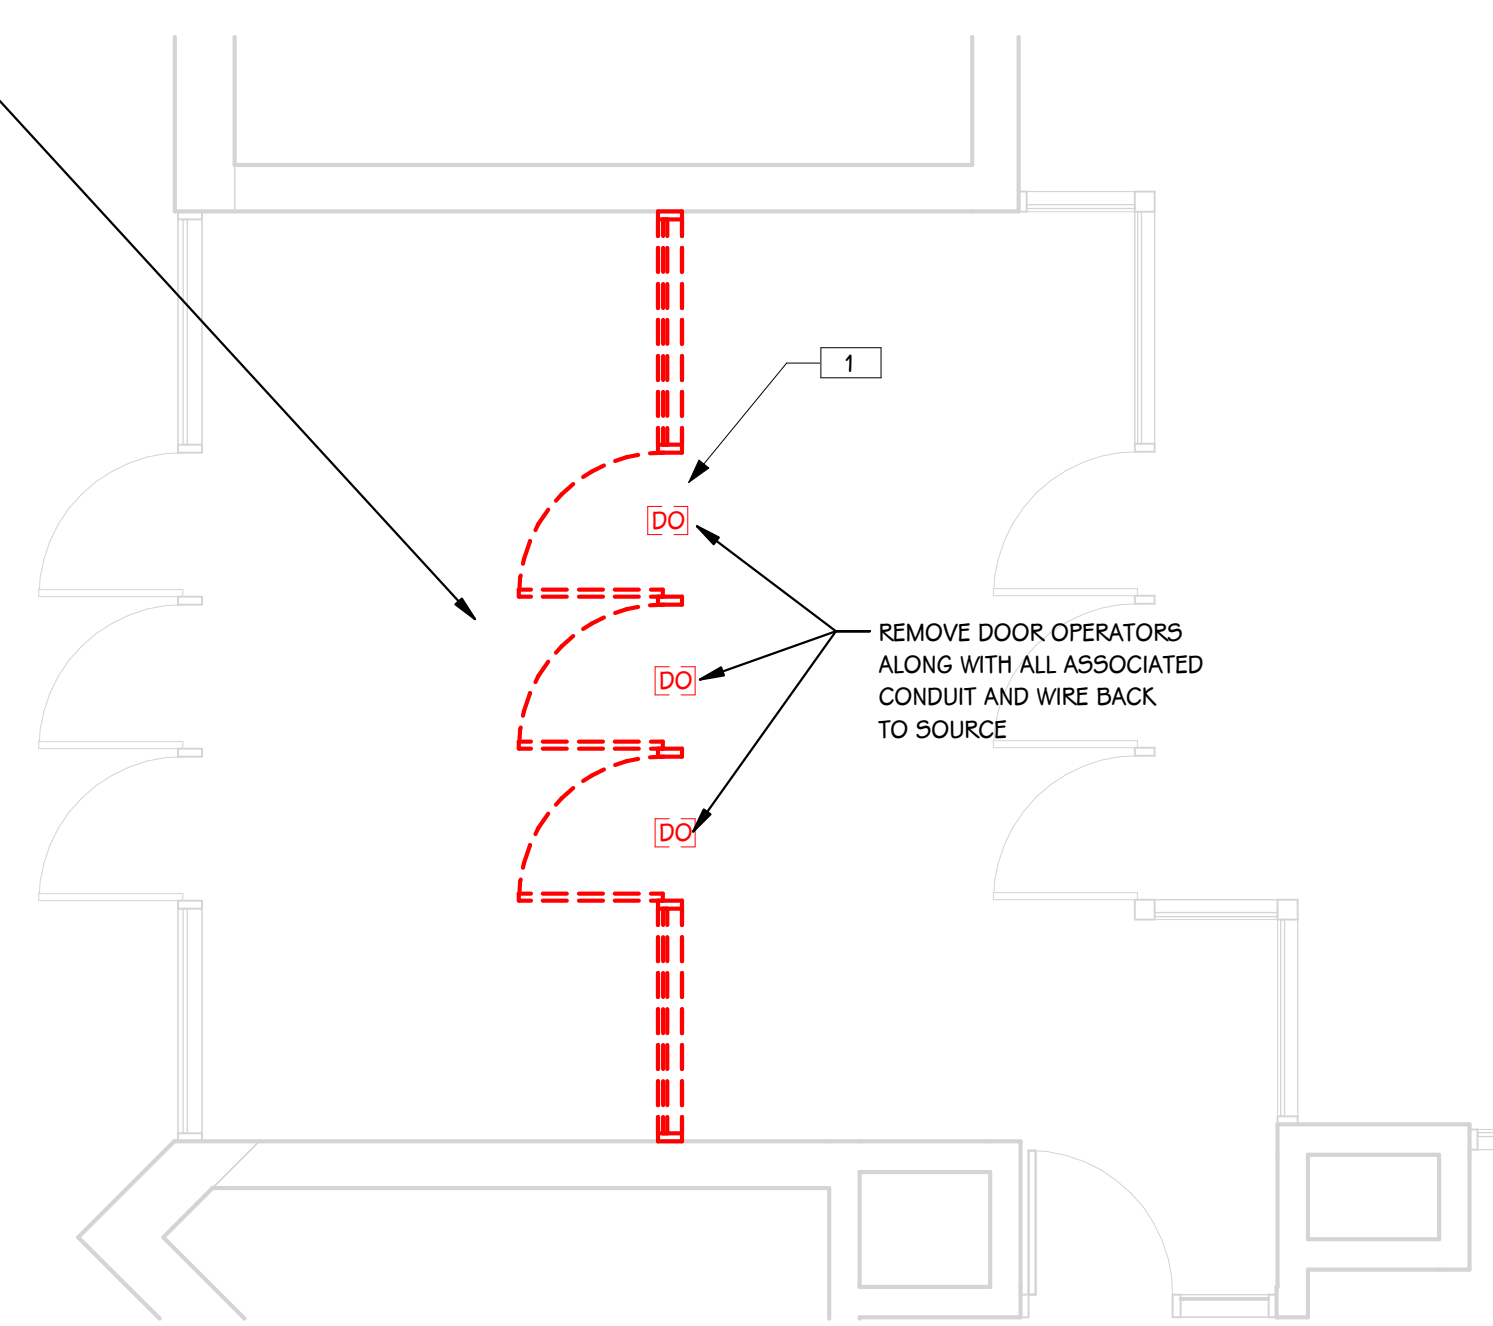 1
DO
REMOVE DOOR OPERATORS
ALONG WITH ALL ASSOCIATED
CONDUIT AND WIRE BACK
TO SOURCE
DO
DO